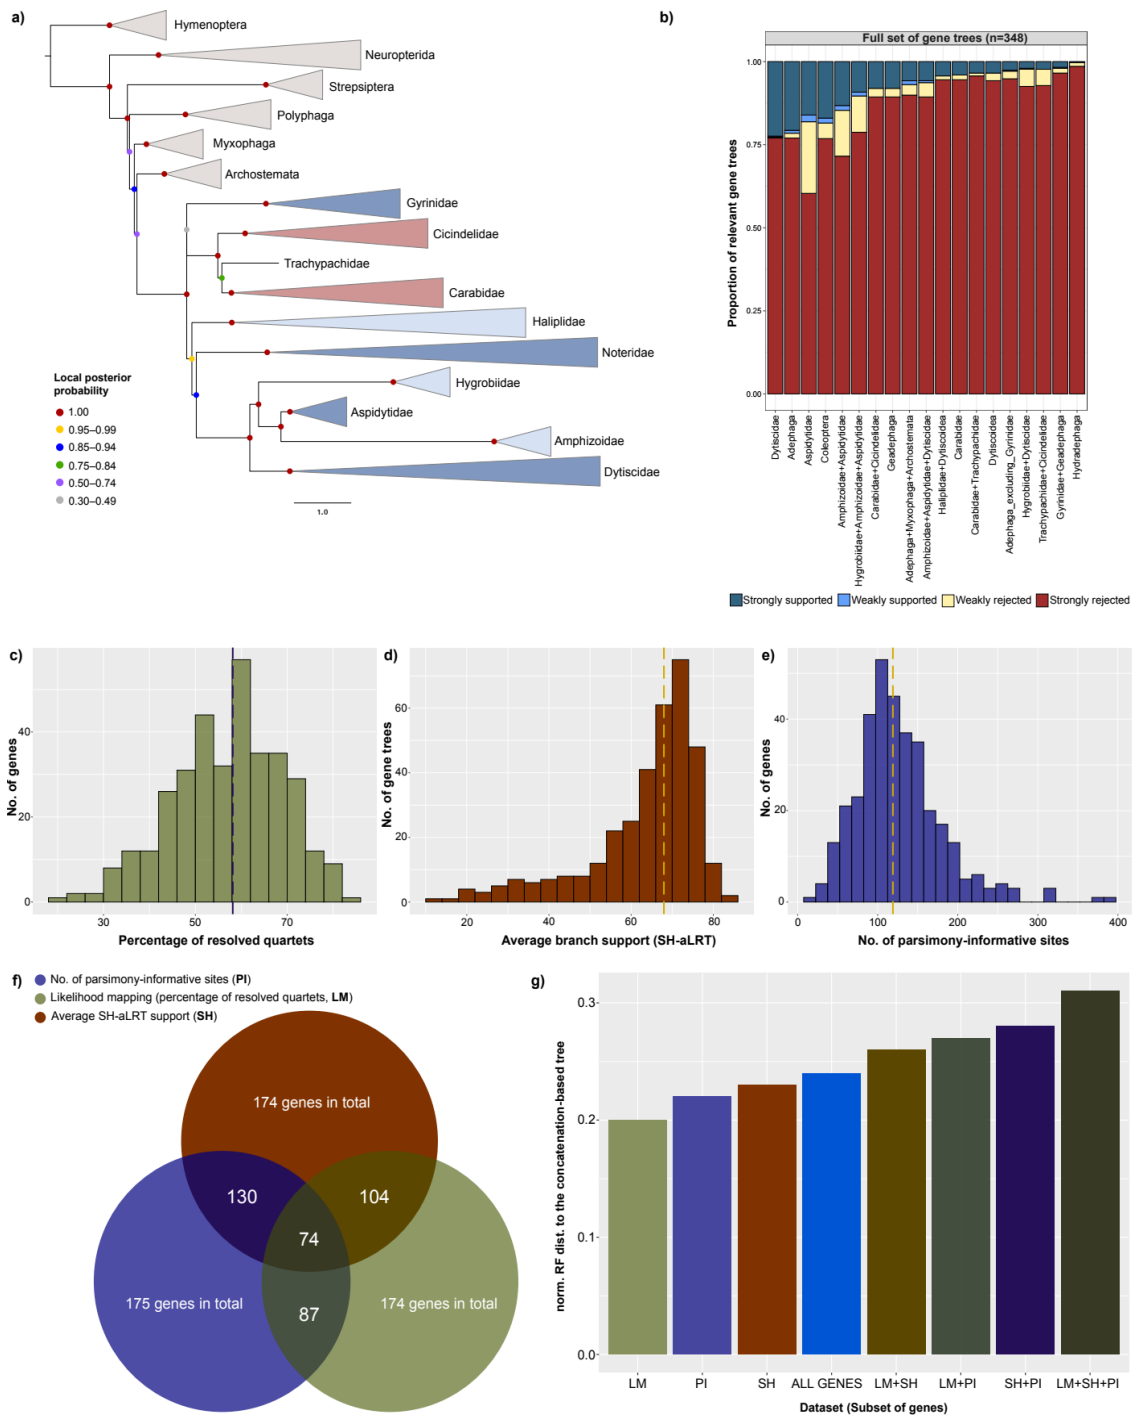 a)
Hymenoptera
Neuropterida
Strepsiptera
Polyphaga
Myxophaga
Archostemata
Gyrinidae
Cicindelidae
Trachypachidae
Carabidae
Haliplidae
Noteridae
Hygrobiidae
Aspidytidae
Amphizoidae
Dytiscidae
Local posterior
probability
1.00
0.95–0.99
0.85–0.94
0.75–0.84
0.50–0.74
0.30–0.49
1.0
b)
Full set of gene trees (n=348)
Proportion of relevant gene trees
1.00
0.75
0.50
0.25
0.00
Dytiscidae
Adephaga
Aspidytidae
Coleoptera
Amphizoidae+Aspidytidae
Hygrobiidae+Amphizoidae+Aspidytidae
Carabidae+Cicindelidae
Geadephaga
Adephaga+Myxophaga+Archostemata
Amphizoidae+Aspidytidae+Dytiscidae
Haliplidae+Dytiscoidea
Carabidae
Carabidae+Trachypachidae
Dytiscoidea
Adephaga_excluding_Gyrinidae
Hygrobiidae+Dytiscidae
Trachypachidae+Cicindelidae
Gyrinidae+Geadephaga
Hydradephaga
Strongly supported Weakly supported Weakly rejected Strongly rejected
c)
No. of genes
40
20
0
30 50 70
Percentage of resolved quartets
d)
No. of gene trees
60
40
20
0
20 40 60 80
Average branch support (SH-aLRT)
e)
No. of genes
40
20
0
0 100 200 300 400
No. of parsimony-informative sites
f)
No. of parsimony-informative sites (PI)
Likelihood mapping (percentage of resolved quartets, LM)
Average SH-aLRT support (SH)
174 genes in total
130
104
74
175 genes in total
174 genes in total
87
g)
norm. RF dist. to the concatenation-based tree
0.3
0.2
0.1
0.0
LM PI SH ALL GENES LM+SH LM+PI SH+PI LM+SH+PI
Dataset (Subset of genes)